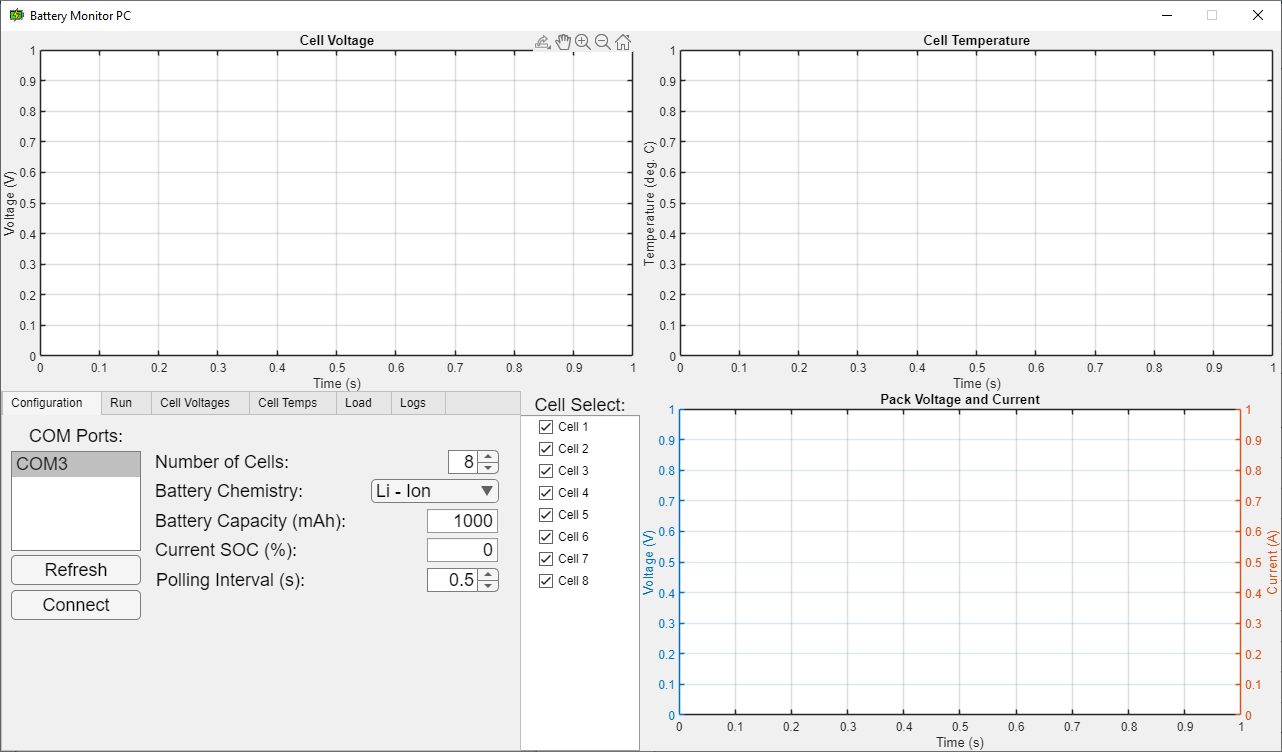 Battery Monitor PC
Cell Voltage
1
0.9
0.8
0.7
0.6
0.5
0.4
0.3
0.2
0.1
0
Voltage (V)
0 0.1 0.2 0.3 0.4 0.5 0.6 0.7 0.8 0.9 1
Time (s)
Cell Temperature
1
0.9
0.8
0.7
0.6
0.5
0.4
0.3
0.2
0.1
0
Temperature (deg. C)
0 0.1 0.2 0.3 0.4 0.5 0.6 0.7 0.8 0.9 1
Time (s)
Configuration Run Cell Voltages Cell Temps Load Logs
COM Ports:
COM3
Refresh
Connect
Number of Cells: 8
Battery Chemistry: Li - Ion
Battery Capacity (mAh): 1000
Current SOC (%): 0
Polling Interval (s): 0.5
Cell Select:
Cell 1
Cell 2
Cell 3
Cell 4
Cell 5
Cell 6
Cell 7
Cell 8
Pack Voltage and Current
1
0.9
0.8
0.7
0.6
0.5
0.4
0.3
0.2
0.1
0
Voltage (V)
1
0.9
0.8
0.7
0.6
0.5
0.4
0.3
0.2
0.1
0
Current (A)
0 0.1 0.2 0.3 0.4 0.5 0.6 0.7 0.8 0.9 1
Time (s)